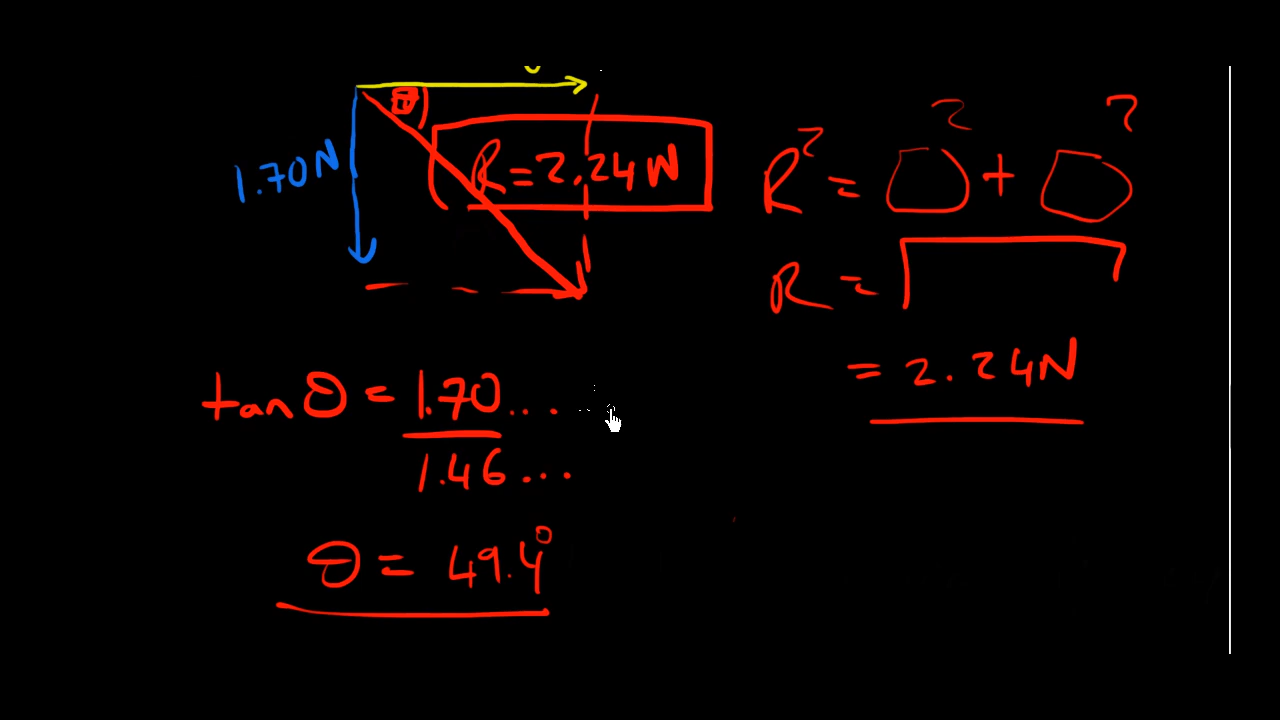 θ
1.70N
R=2.24N
R² = ² + ²
R = √
= 2.24N
tan θ = 1.70...
1.46...
θ = 49.4°